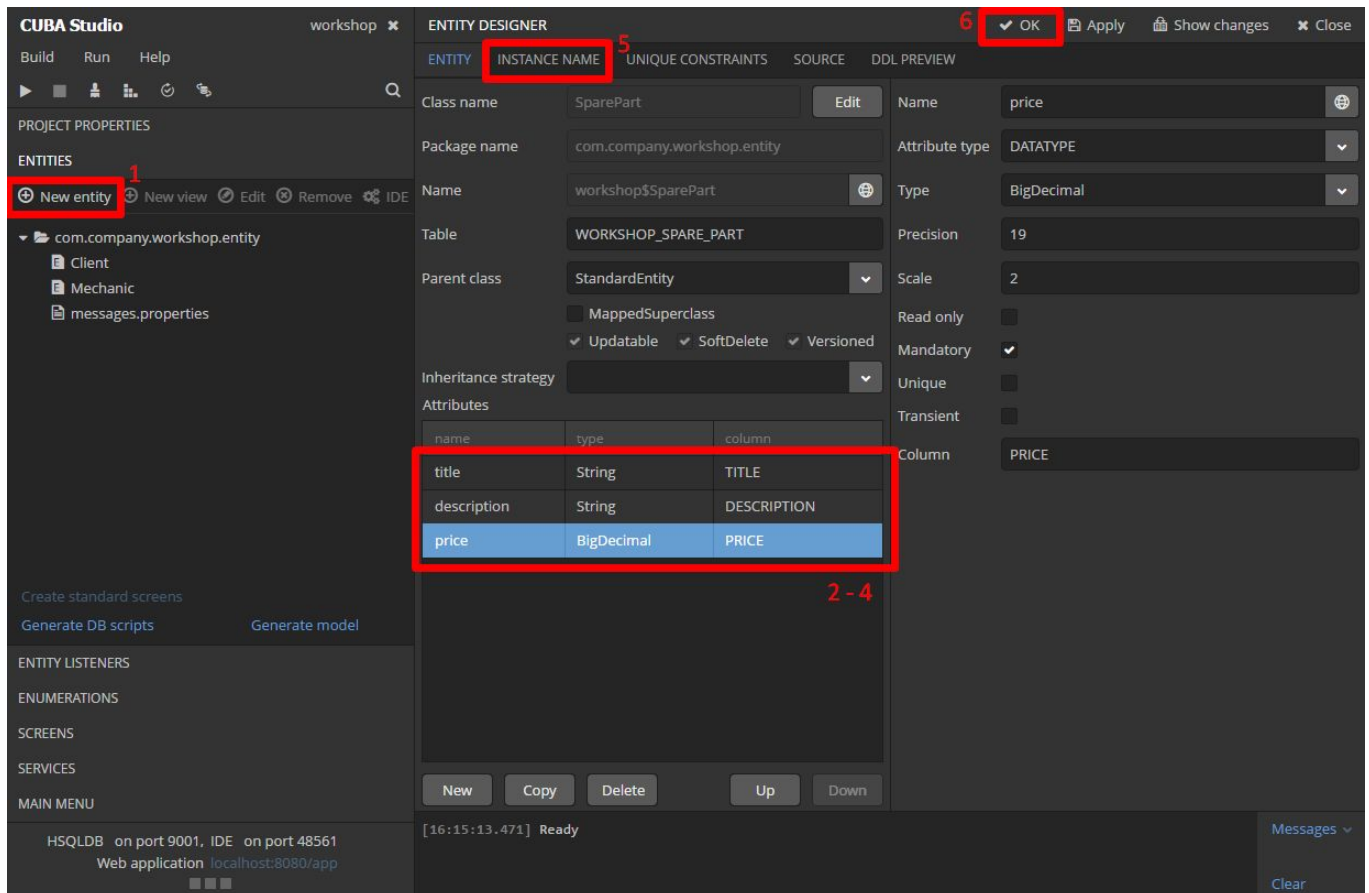 CUBA Studio
workshop
Build Run Help
PROJECT PROPERTIES
ENTITIES
1
New entity New view Edit Remove IDE
com.company.workshop.entity
Client
Mechanic
messages.properties
Create standard screens
Generate DB scripts Generate model
ENTITY LISTENERS
ENUMERATIONS
SCREENS
SERVICES
MAIN MENU
HSQLDB on port 9001, IDE on port 48561
Web application localhost:8080/app
ENTITY DESIGNER
6
OK Apply Show changes Close
5
ENTITY INSTANCE NAME UNIQUE CONSTRAINTS SOURCE DDL PREVIEW
Class name SparePart Edit
Package name com.company.workshop.entity
Name workshop$SparePart
Table WORKSHOP_SPARE_PART
Parent class StandardEntity
MappedSuperclass
Updatable SoftDelete Versioned
Inheritance strategy
Attributes
name type column
title String TITLE
description String DESCRIPTION
price BigDecimal PRICE
2 - 4
New Copy Delete Up Down
Name price
Attribute type DATATYPE
Type BigDecimal
Precision 19
Scale 2
Read only
Mandatory
Unique
Transient
Column PRICE
[16:15:13.471] Ready
Messages
Clear